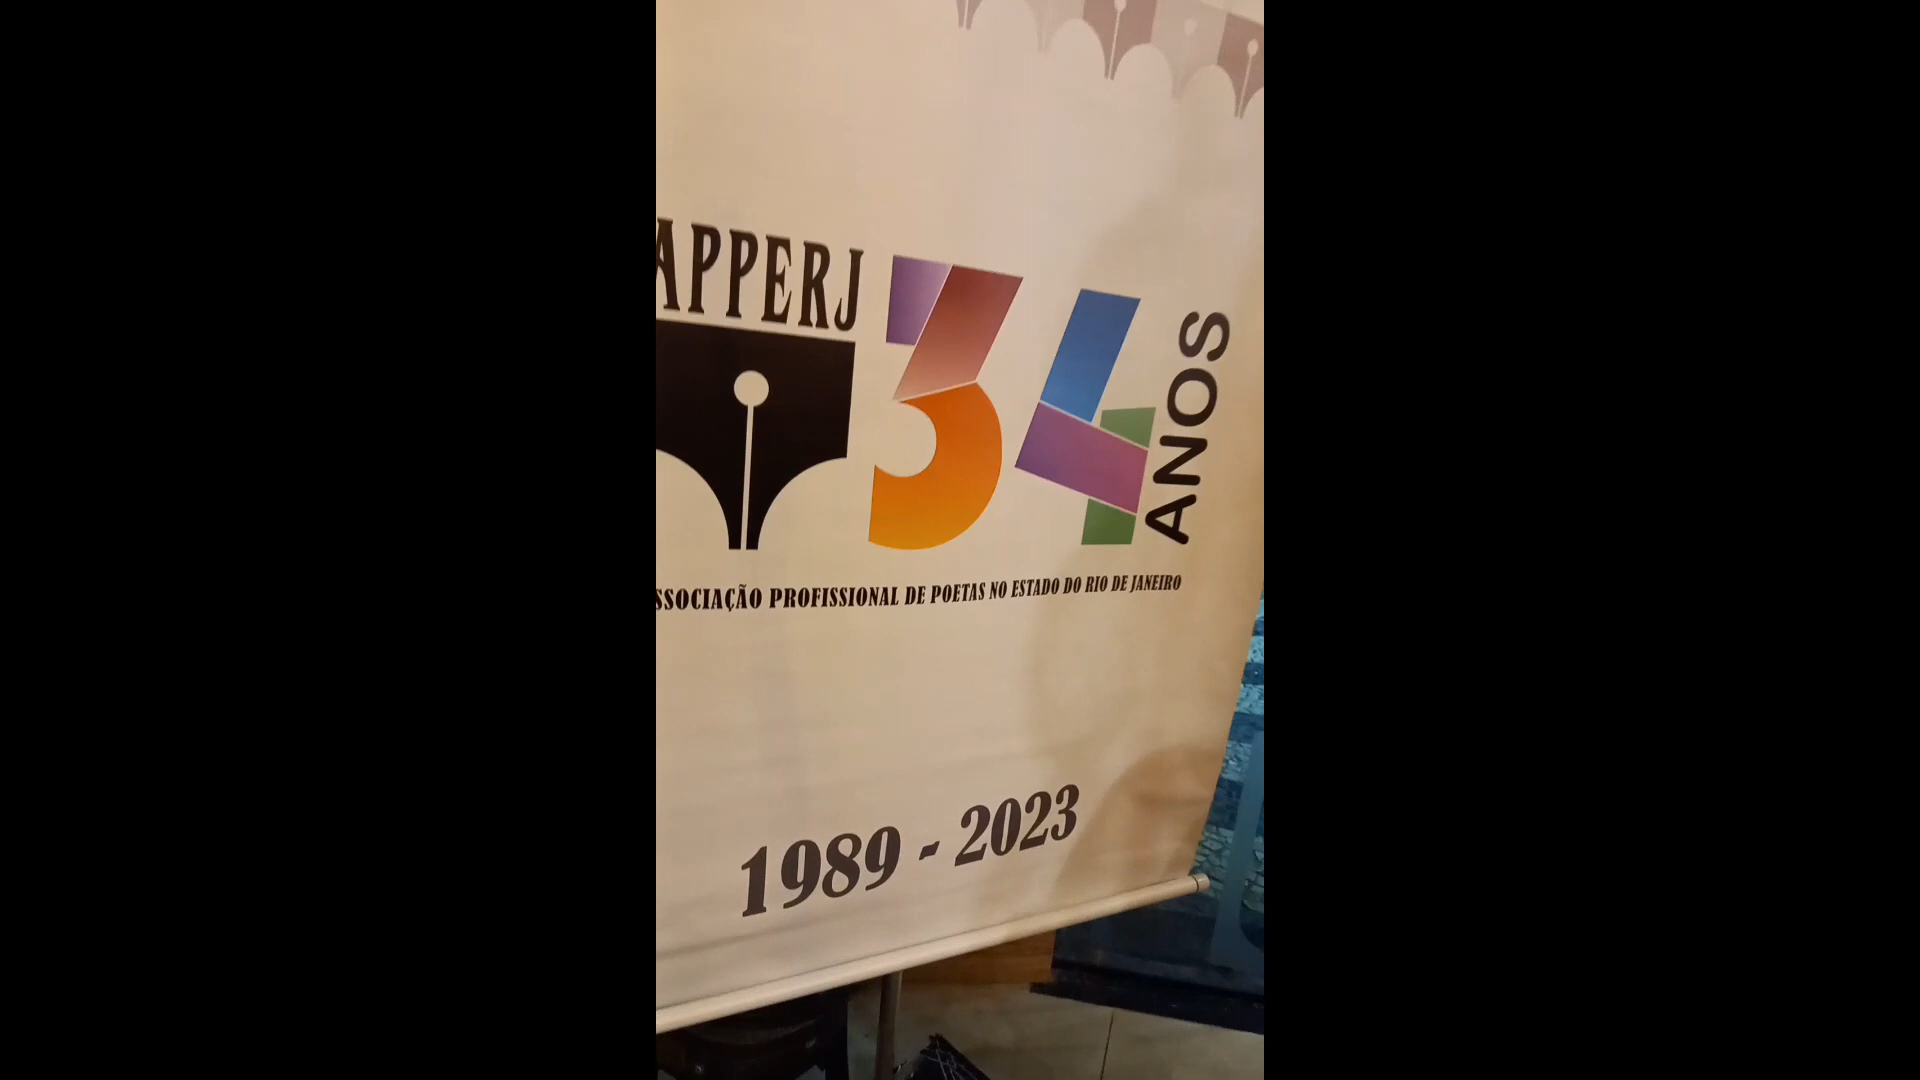 APPERJ
34
ANOS
SSOCIAÇÃO PROFISSIONAL DE POETAS NO ESTADO DO RIO DE JANEIRO
1989 - 2023